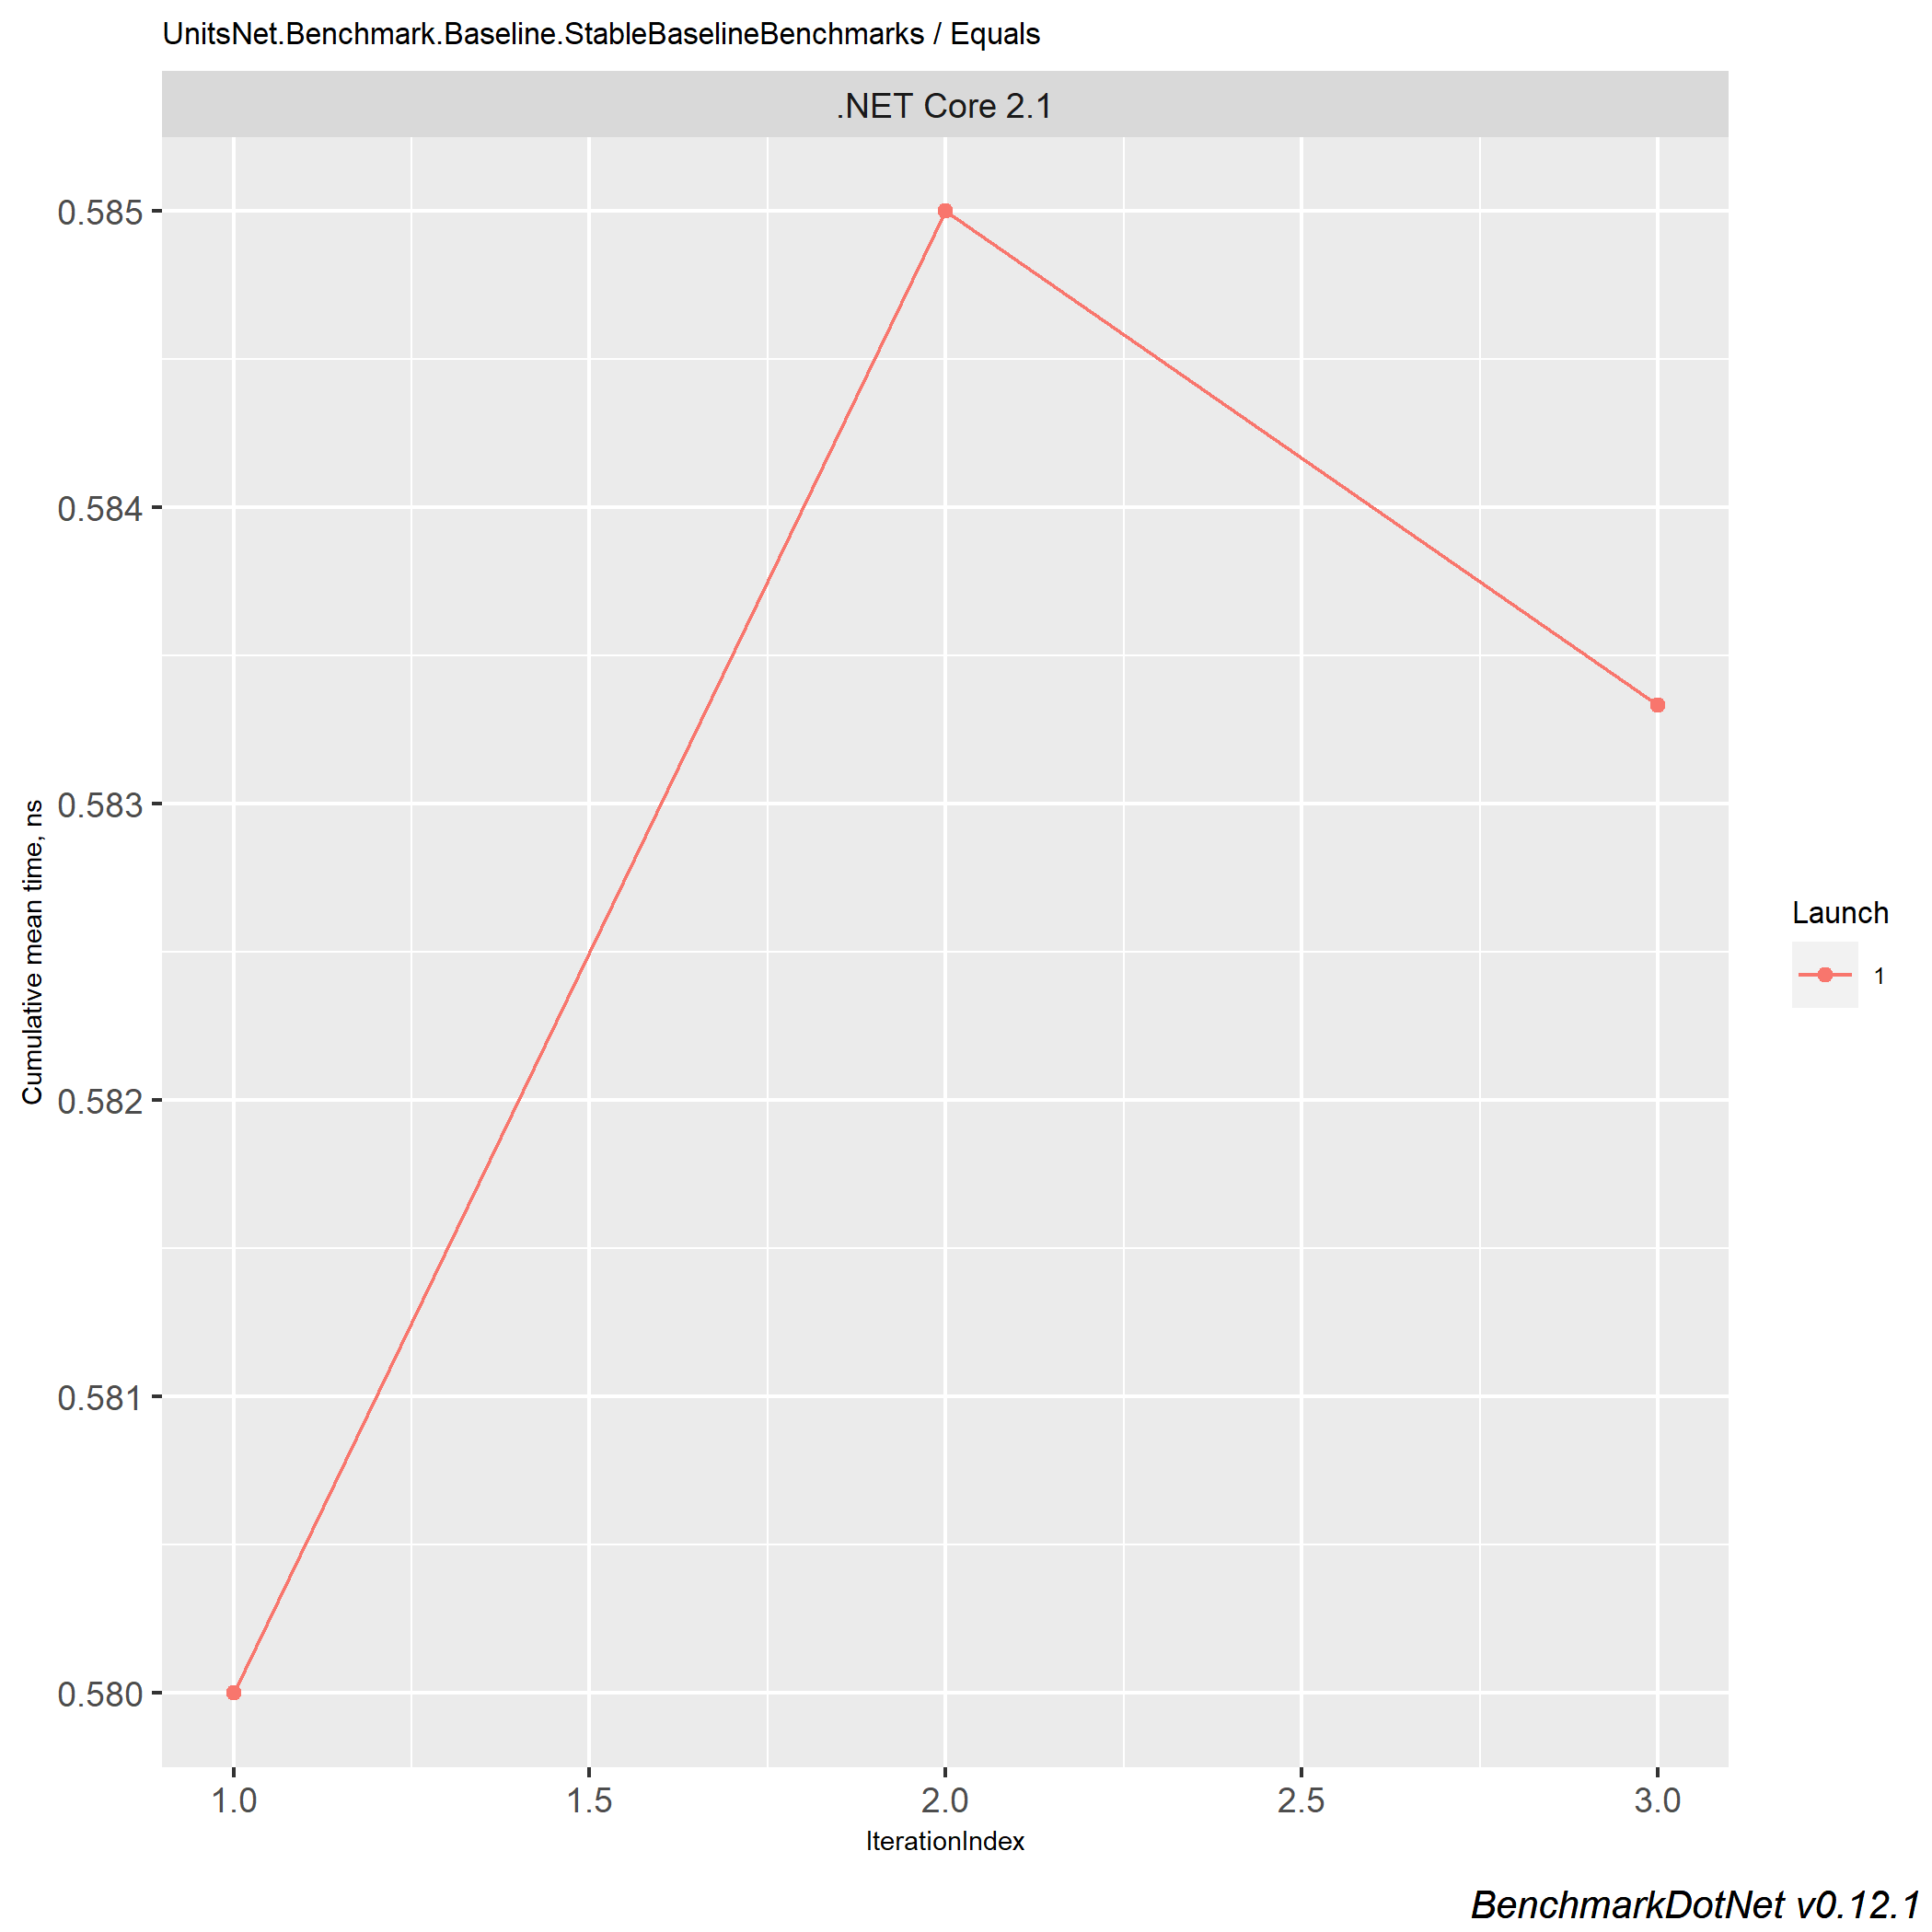 UnitsNet.Benchmark.Baseline.StableBaselineBenchmarks / Equals
.NET Core 2.1
0.585
0.584
0.583
0.582
0.581
0.580
Cumulative mean time, ns
1.0 1.5 2.0 2.5 3.0
IterationIndex
Launch
1
BenchmarkDotNet v0.12.1